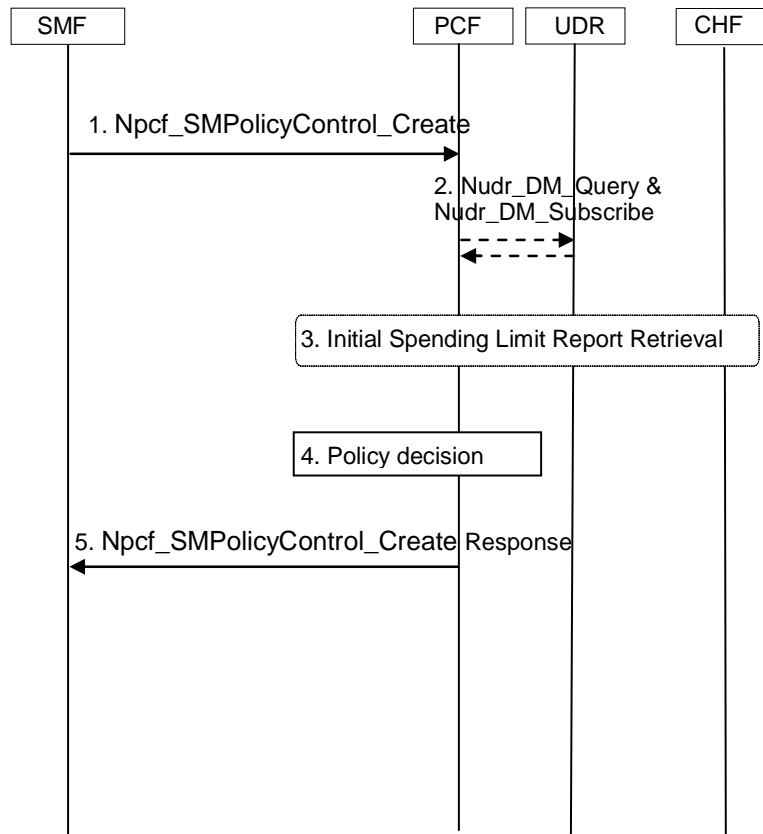 SMF
PCF
UDR
CHF
1. Npcf_SMPolicyControl_Create
2. Nudr_DM_Query &
Nudr_DM_Subscribe
3. Initial Spending Limit Report Retrieval
4. Policy decision
5. Npcf_SMPolicyControl_Create Response